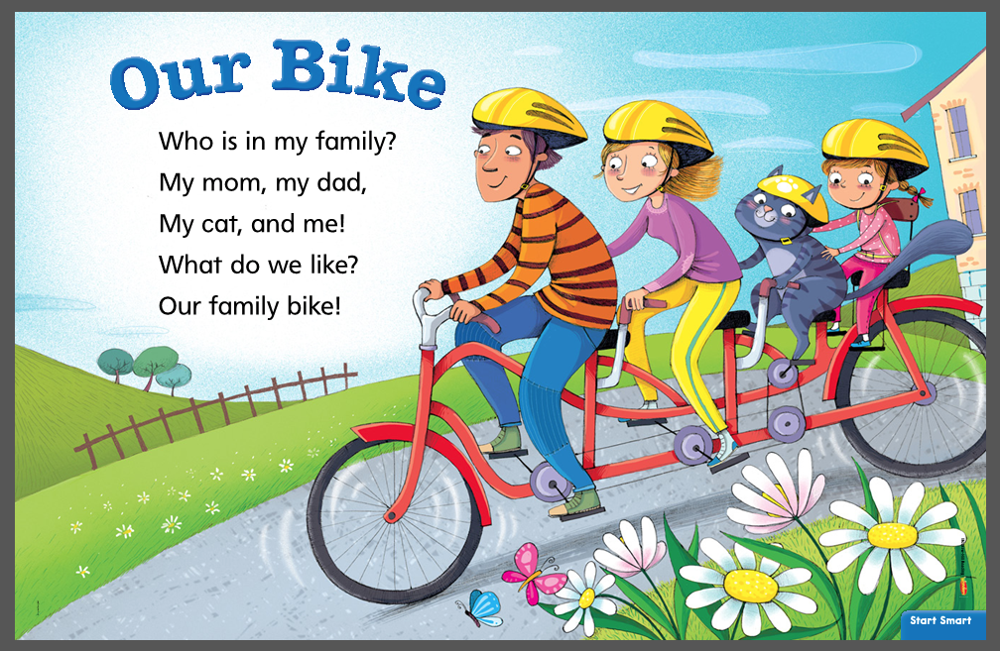 Our Bike
Who is in my family?
My mom, my dad,
My cat, and me!
What do we like?
Our family bike!
Start Smart